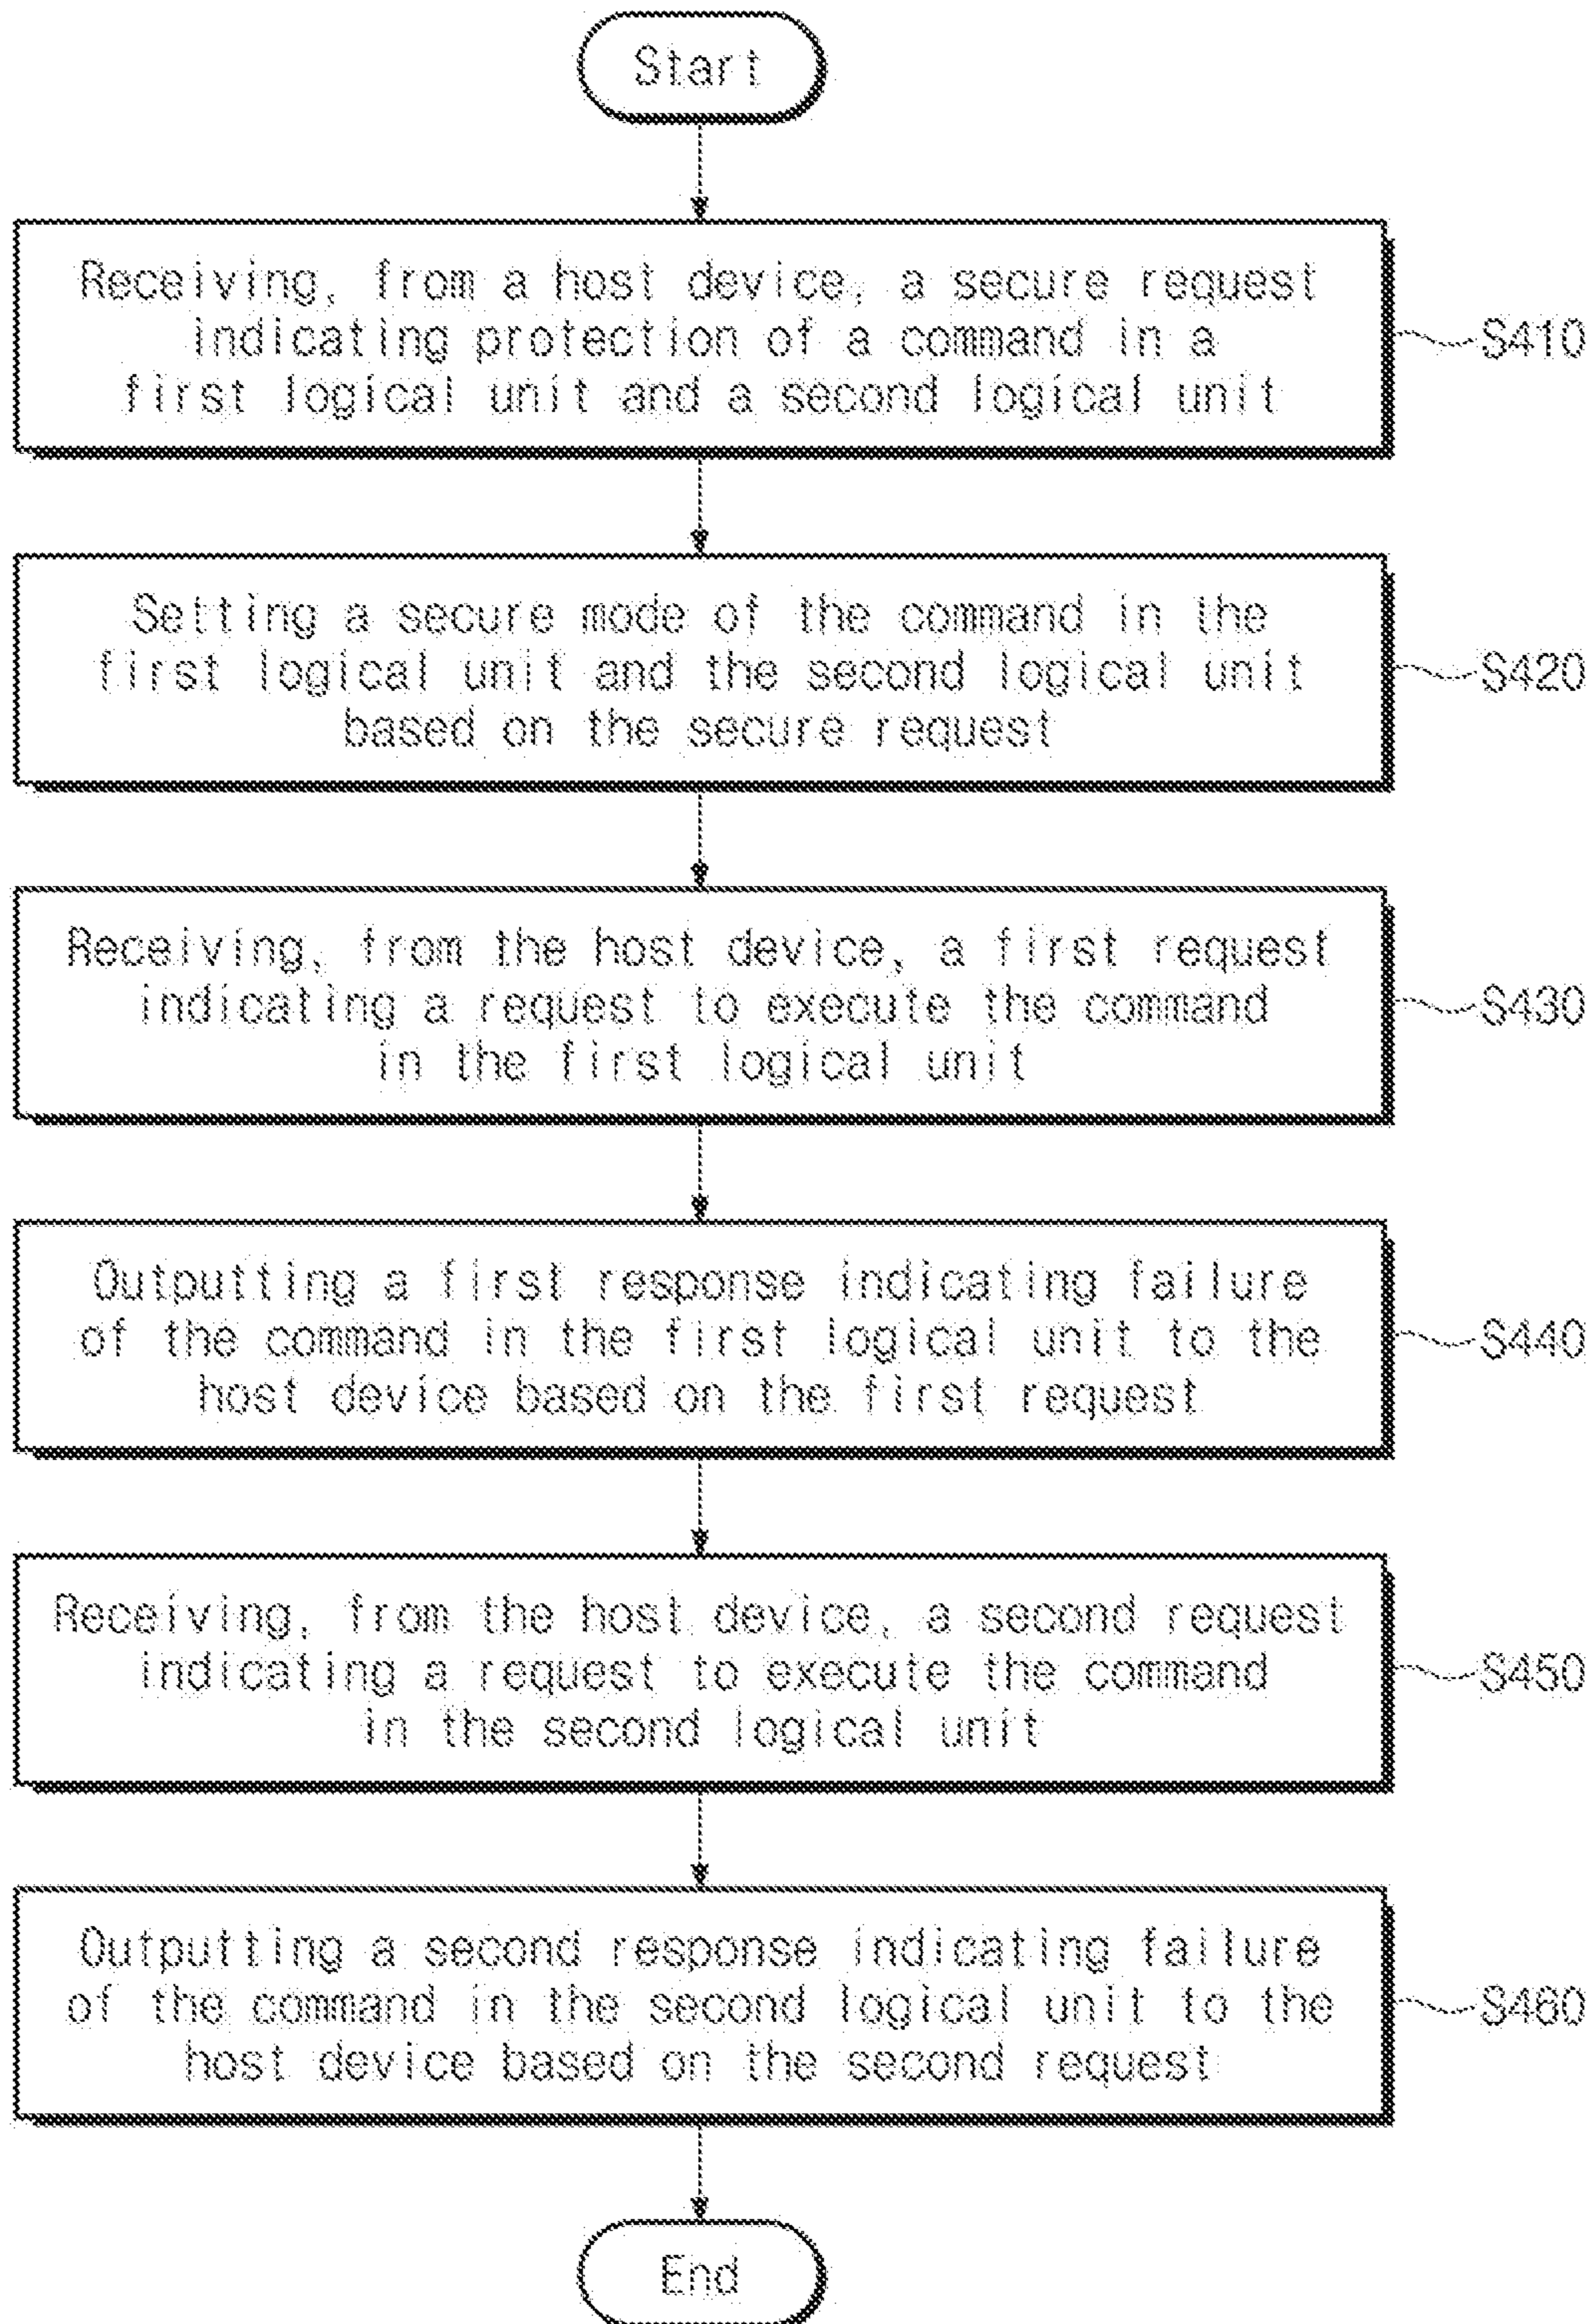 Start
Receiving, from a host device, a secure request
indicating protection of a command in a
first logical unit and a second logical unit
S410
Setting a secure mode of the command in the
first logical unit and the second logical unit
based on the secure request
S420
Receiving, from the host device, a first request
indicating a request to execute the command
in the first logical unit
S430
Outputting a first response indicating failure
of the command in the first logical unit to the
host device based on the first request
S440
Receiving, from the host device, a second request
indicating a request to execute the command
in the second logical unit
S450
Outputting a second response indicating failure
of the command in the second logical unit to the
host device based on the second request
S460
End